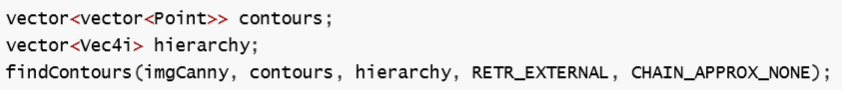 vector<vector<Point>> contours;
vector<Vec4i> hierarchy;
findContours(imgCanny, contours, hierarchy, RETR_EXTERNAL, CHAIN_APPROX_NONE);